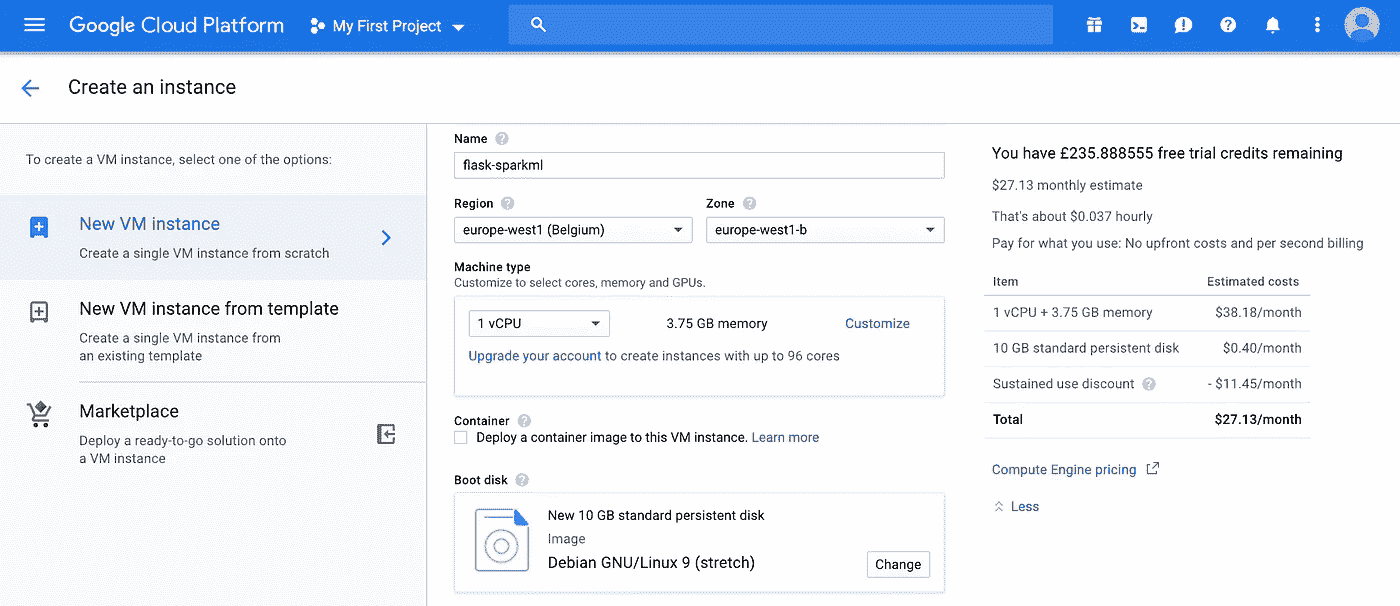 Google Cloud Platform
My First Project
Create an instance
To create a VM instance, select one of the options:
New VM instance
Create a single VM instance from scratch
New VM instance from template
Create a single VM instance from
an existing template
Marketplace
Deploy a ready-to-go solution onto
a VM instance
Name
flask-sparkml
Region
Zone
europe-west1 (Belgium)
europe-west1-b
Machine type
Customize to select cores, memory and GPUs.
1 vCPU
3.75 GB memory
Customize
Upgrade your account to create instances with up to 96 cores
Container
Deploy a container image to this VM instance. Learn more
Boot disk
New 10 GB standard persistent disk
Image
Debian GNU/Linux 9 (stretch)
Change
You have £235.888555 free trial credits remaining
$27.13 monthly estimate
That's about $0.037 hourly
Pay for what you use: No upfront costs and per second billing
Item Estimated costs
1 vCPU + 3.75 GB memory $38.18/month
10 GB standard persistent disk $0.40/month
Sustained use discount - $11.45/month
Total $27.13/month
Compute Engine pricing
Less